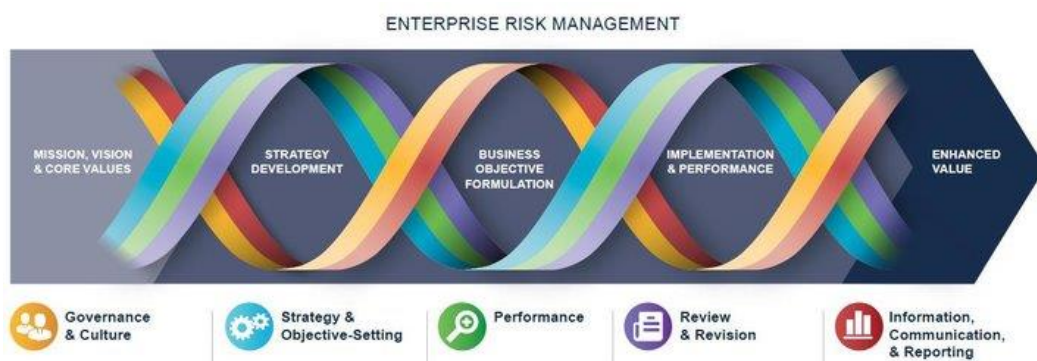 ENTERPRISE RISK MANAGEMENT
MISSION, VISION
& CORE VALUES
STRATEGY
DEVELOPMENT
BUSINESS
OBJECTIVE
FORMULATION
IMPLEMENTATION
& PERFORMANCE
ENHANCED
VALUE
Governance
& Culture
Strategy &
Objective-Setting
Performance
Review
& Revision
Information,
Communication,
& Reporting